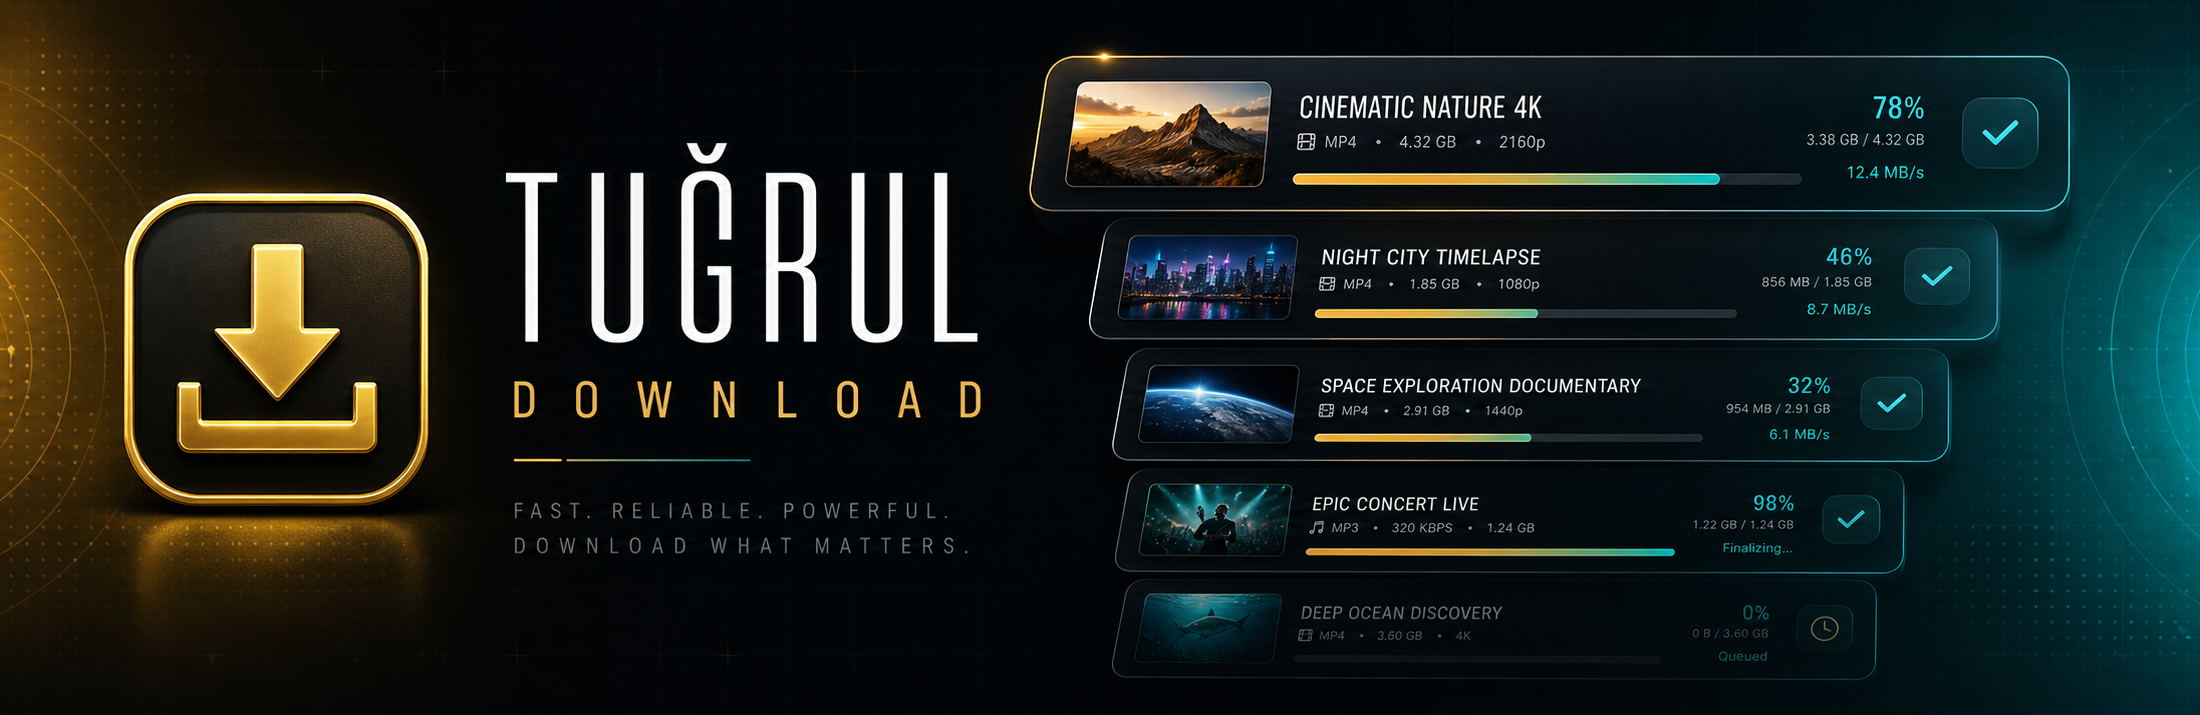 TUĞRUL
DOWNLOAD
FAST. RELIABLE. POWERFUL.
DOWNLOAD WHAT MATTERS.
CINEMATIC NATURE 4K
MP4 • 4.32 GB • 2160p
78%
3.38 GB / 4.32 GB
12.4 MB/s
NIGHT CITY TIMELAPSE
MP4 • 1.85 GB • 1080p
46%
856 MB / 1.85 GB
8.7 MB/s
SPACE EXPLORATION DOCUMENTARY
MP4 • 2.91 GB • 1440p
32%
954 MB / 2.91 GB
6.1 MB/s
EPIC CONCERT LIVE
MP3 • 320 KBPS • 1.24 GB
98%
1.22 GB / 1.24 GB
Finalizing...
DEEP OCEAN DISCOVERY
MP4 • 3.60 GB • 4K
0%
0 B / 3.60 GB
Queued